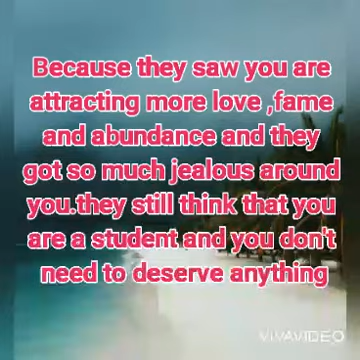 Because they saw you are
attracting more love ,fame
and abundance and they
got so much jealous around
you.they still think that you
are a student and you don't
need to deserve anything
VIVAVIDEO